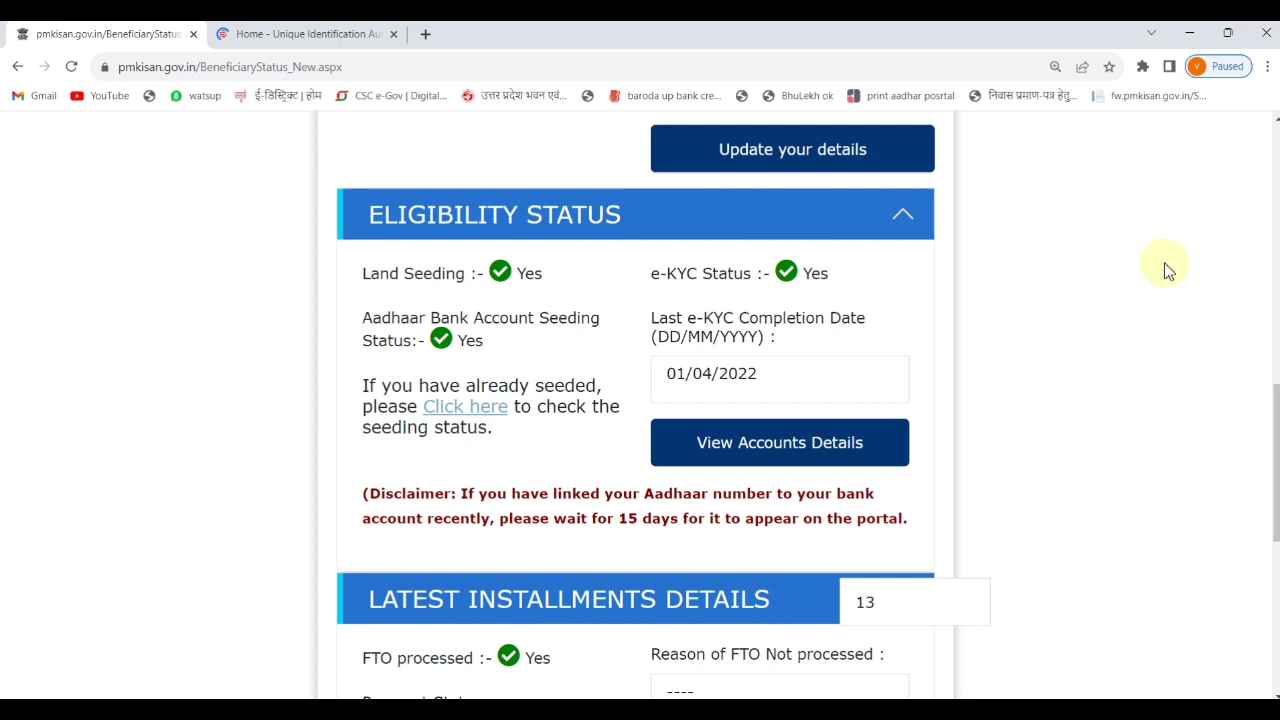 pmkisan.gov.in/BeneficiaryStatus
Home - Unique Identification Au
pmkisan.gov.in/BeneficiaryStatus_New.aspx
V Paused
Gmail YouTube 8 watsup ई-डिस्ट्रिक्ट | होम CSC e-Gov | Digital... उत्तर प्रदेश भवन एवं... baroda up bank cre... BhuLekh ok print aadhar posrtal निवास प्रमाण-पत्र हेतु... fw.pmkisan.gov.in/S...
Update your details
ELIGIBILITY STATUS
Land Seeding :- Yes
e-KYC Status :- Yes
Aadhaar Bank Account Seeding
Status:- Yes
Last e-KYC Completion Date
(DD/MM/YYYY) :
01/04/2022
If you have already seeded,
please Click here to check the
seeding status.
View Accounts Details
(Disclaimer: If you have linked your Aadhaar number to your bank
account recently, please wait for 15 days for it to appear on the portal.
LATEST INSTALLMENTS DETAILS
13
FTO processed :- Yes
Reason of FTO Not processed :
----